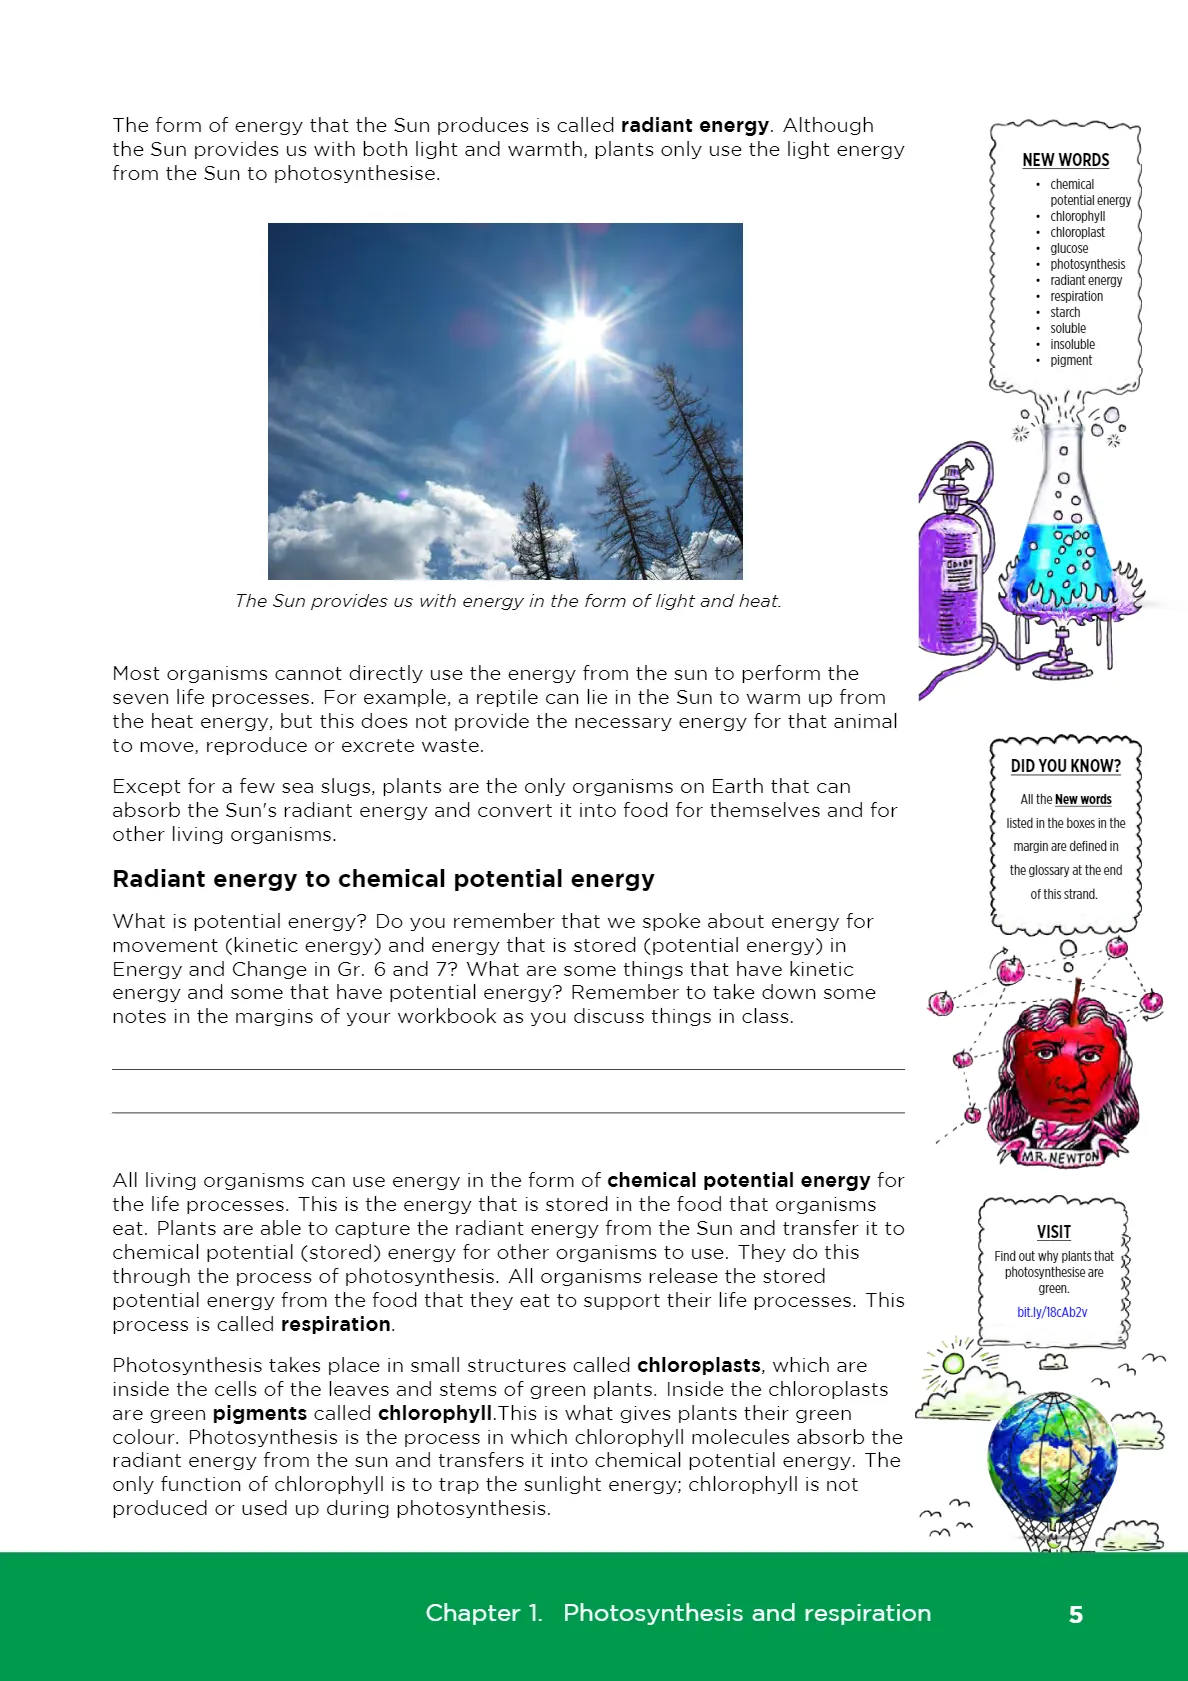 The form of energy that the Sun produces is called radiant energy. Although
the Sun provides us with both light and warmth, plants only use the light energy
from the Sun to photosynthesise.
The Sun provides us with energy in the form of light and heat.
Most organisms cannot directly use the energy from the sun to perform the
seven life processes. For example, a reptile can lie in the Sun to warm up from
the heat energy, but this does not provide the necessary energy for that animal
to move, reproduce or excrete waste.
Except for a few sea slugs, plants are the only organisms on Earth that can
absorb the Sun's radiant energy and convert it into food for themselves and for
other living organisms.
Radiant energy to chemical potential energy
What is potential energy? Do you remember that we spoke about energy for
movement (kinetic energy) and energy that is stored (potential energy) in
Energy and Change in Gr. 6 and 7? What are some things that have kinetic
energy and some that have potential energy? Remember to take down some
notes in the margins of your workbook as you discuss things in class.
All living organisms can use energy in the form of chemical potential energy for
the life processes. This is the energy that is stored in the food that organisms
eat. Plants are able to capture the radiant energy from the Sun and transfer it to
chemical potential (stored) energy for other organisms to use. They do this
through the process of photosynthesis. All organisms release the stored
potential energy from the food that they eat to support their life processes. This
process is called respiration.
Photosynthesis takes place in small structures called chloroplasts, which are
inside the cells of the leaves and stems of green plants. Inside the chloroplasts
are green pigments called chlorophyll.This is what gives plants their green
colour. Photosynthesis is the process in which chlorophyll molecules absorb the
radiant energy from the sun and transfers it into chemical potential energy. The
only function of chlorophyll is to trap the sunlight energy; chlorophyll is not
produced or used up during photosynthesis.
NEW WORDS
• chemical
potential energy
• chlorophyll
• chloroplast
• glucose
• photosynthesis
• radiant energy
• respiration
• starch
• soluble
• insoluble
• pigment
DID YOU KNOW?
All the New words
listed in the boxes in the
margin are defined in
the glossary at the end
of this strand.
MR. NEWTON
VISIT
Find out why plants that
photosynthesise are
green.
bit.ly/18cAb2v
Chapter 1. Photosynthesis and respiration 5